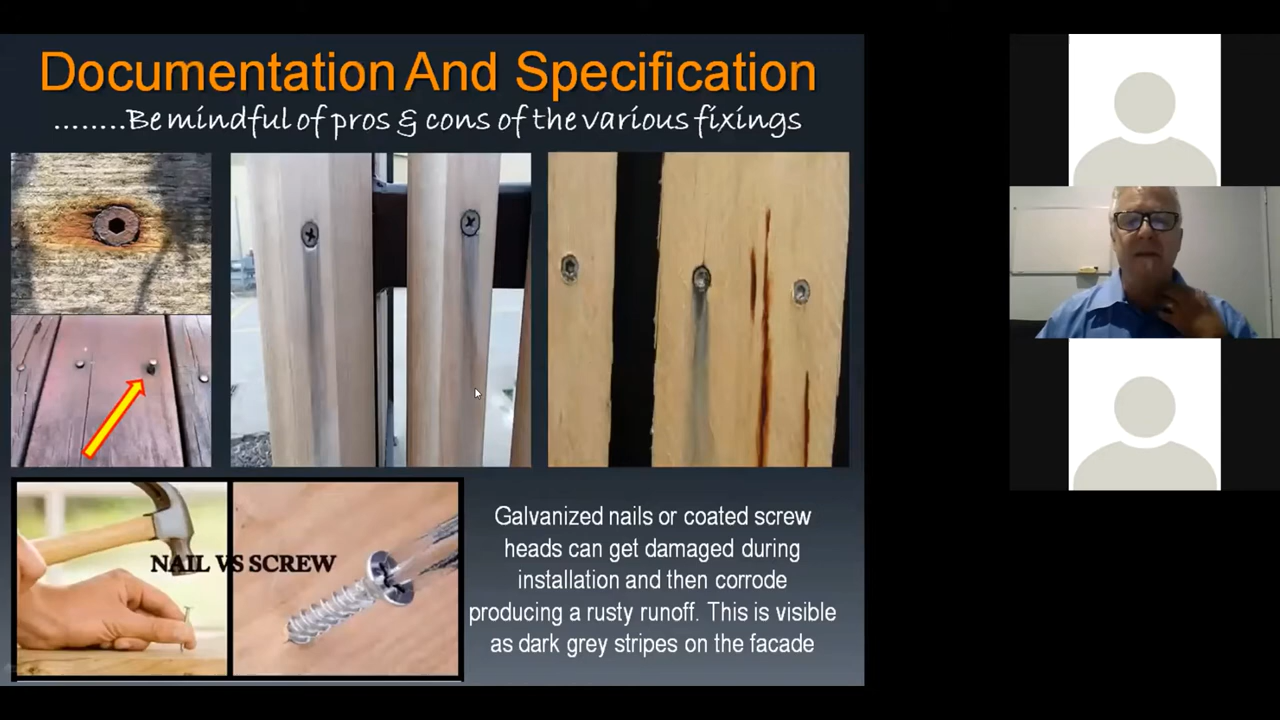 Documentation And Specification
........Be mindful of pros & cons of the various fixings
NAIL VS SCREW
Galvanized nails or coated screw
heads can get damaged during
installation and then corrode
producing a rusty runoff. This is visible
as dark grey stripes on the facade